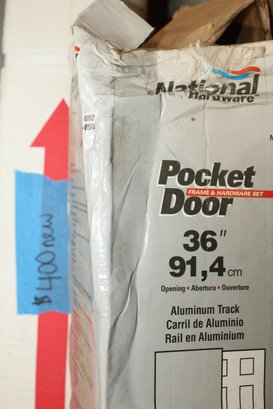 National
Hardware
Pocket
Door
FRAME & HARDWARE SET
36"
91,4 cm
Opening • Abertura • Ouverture
Aluminum Track
Carril de Aluminio
Rail en Aluminium
$400 new